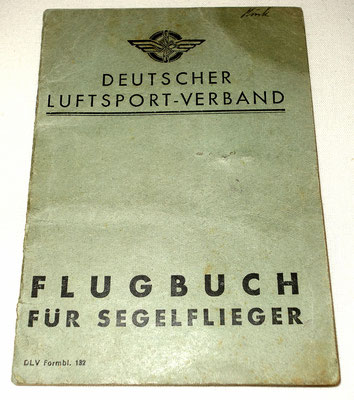 DEUTSCHER
LUFTSPORT-VERBAND
FLUGBUCH
FÜR SEGELFLIEGER
DLV Formbl. 182